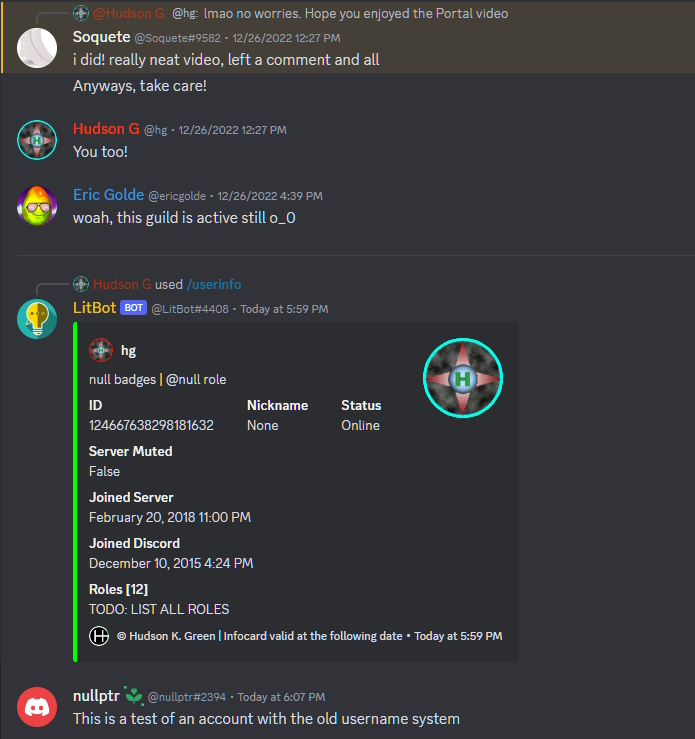 @Hudson G @hg: lmao no worries. Hope you enjoyed the Portal video
Soquete @Soquete#9582 • 12/26/2022 12:27 PM
i did! really neat video, left a comment and all
Anyways, take care!
Hudson G @hg • 12/26/2022 12:27 PM
You too!
Eric Golde @ericgolde • 12/26/2022 4:39 PM
woah, this guild is active still o_0
Hudson G used /userinfo
LitBot BOT @LitBot#4408 • Today at 5:59 PM
hg
null badges | @null role
ID Nickname Status
124667638298181632 None Online
Server Muted
False
Joined Server
February 20, 2018 11:00 PM
Joined Discord
December 10, 2015 4:24 PM
Roles [12]
TODO: LIST ALL ROLES
© Hudson K. Green | Infocard valid at the following date • Today at 5:59 PM
nullptr @nullptr#2394 • Today at 6:07 PM
This is a test of an account with the old username system